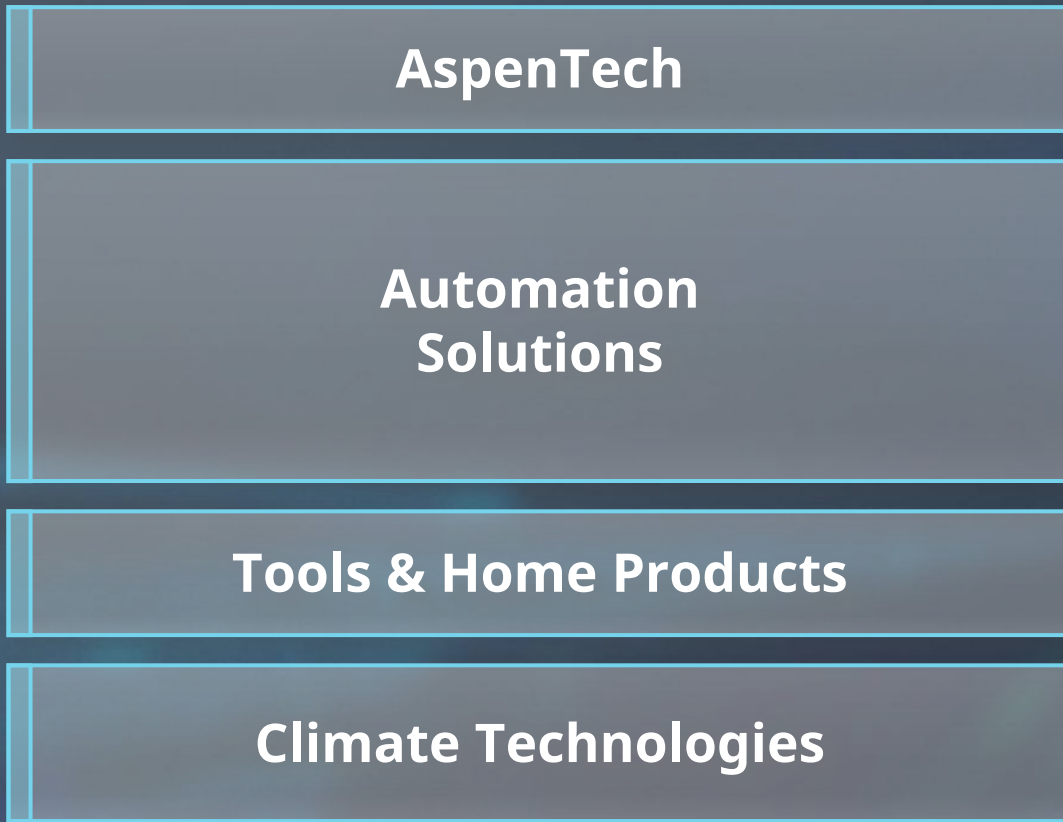 AspenTech
Automation
Solutions
Tools & Home Products
Climate Technologies